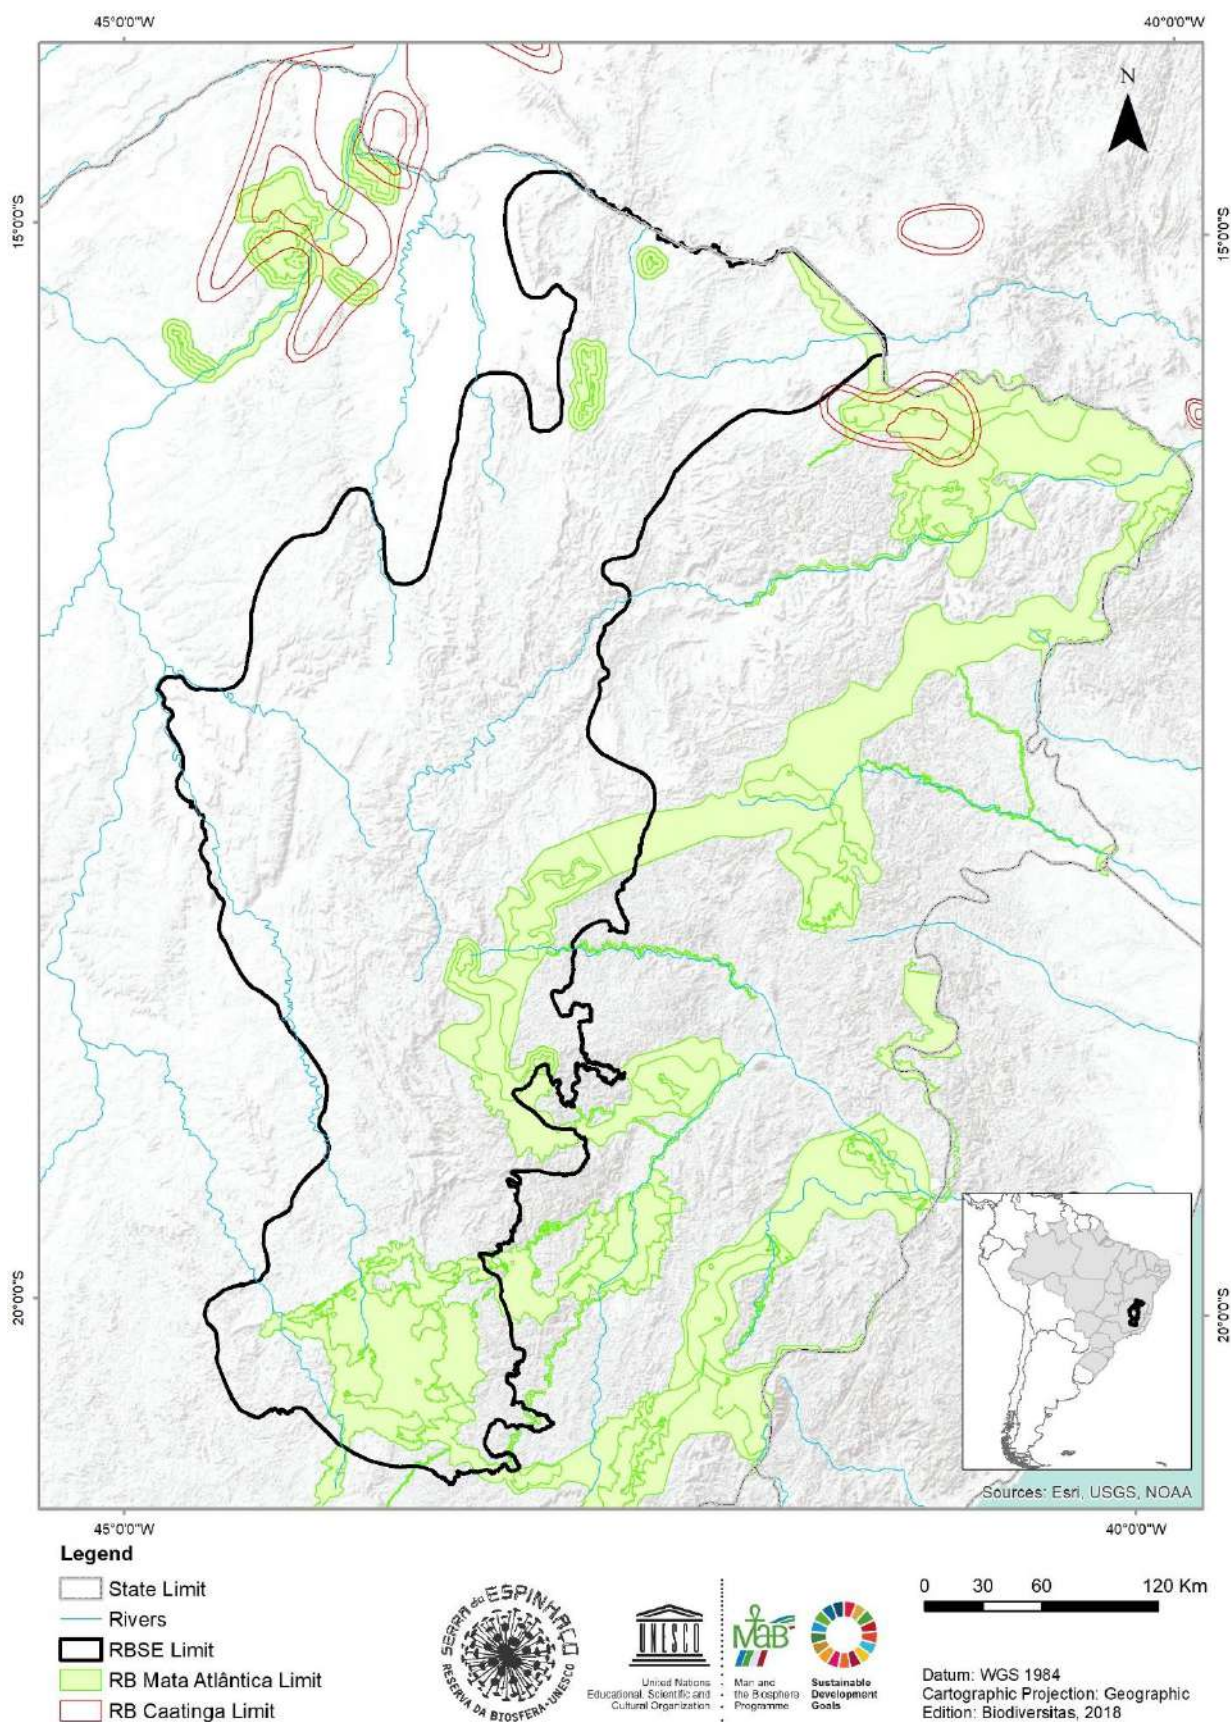 45°0'0"W
40°0'0"W
N
15°0'0"S
15°0'0"S
20°0'0"S
20°0'0"S
Sources: Esri, USGS, NOAA
45°0'0"W
40°0'0"W
Legend
State Limit
Rivers
RBSE Limit
RB Mata Atlântica Limit
RB Caatinga Limit
SERRA do ESPINHAÇO
RESERVA DA BIOSFERA-UNESCO
UNESCO
United Nations
Educational, Scientific and
Cultural Organization
MaB
Man and
the Biosphere
Programme
Sustainable
Development
Goals
0 30 60 120 Km
Datum: WGS 1984
Cartographic Projection: Geographic
Edition: Biodiversitas, 2018